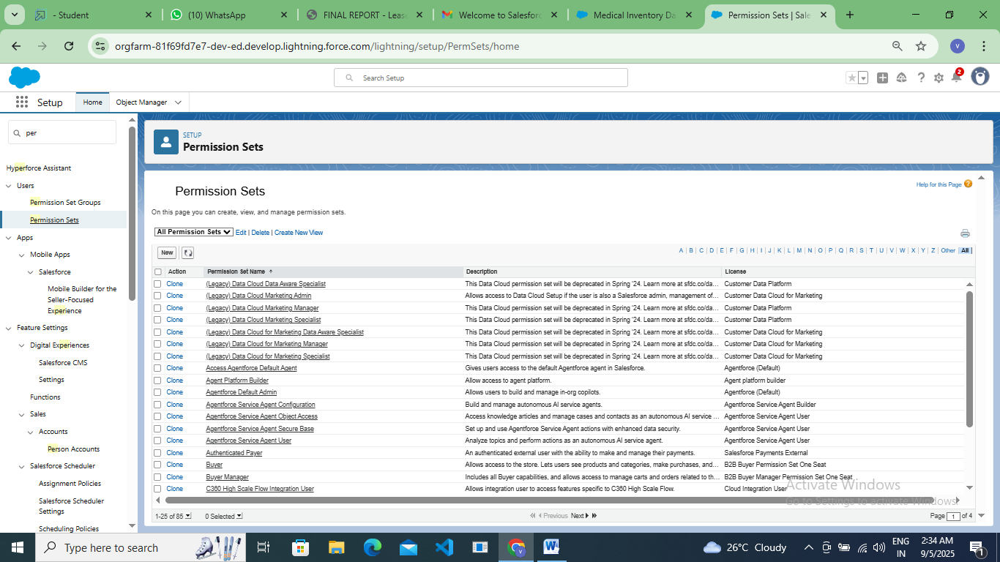 - Student
(10) WhatsApp
FINAL REPORT - Leas
Welcome to Salesforc
Medical Inventory Da
Permission Sets | Sale
orgfarm-81f69fd7e7-dev-ed.develop.lightning.force.com/lightning/setup/PermSets/home
V
Search Setup
2
Setup
Home
Object Manager
per
Hyperforce Assistant
Users
Permission Set Groups
Permission Sets
Apps
Mobile Apps
Salesforce
Mobile Builder for the
Seller-Focused
Experience
Feature Settings
Digital Experiences
Salesforce CMS
Settings
Functions
Sales
Accounts
Person Accounts
Salesforce Scheduler
Assignment Policies
Salesforce Scheduler
Settings
Scheduling Policies
SETUP
Permission Sets
Permission Sets
Help for this Page ?
On this page you can create, view, and manage permission sets.
All Permission Sets Edit | Delete | Create New View
New
A | B | C | D | E | F | G | H | I | J | K | L | M | N | O | P | Q | R | S | T | U | V | W | X | Y | Z | Other | All
Action Permission Set Name Description License
Clone (Legacy) Data Cloud Data Aware Specialist This Data Cloud permission set will be deprecated in Spring '24. Learn more at sfdc.co/da... Customer Data Platform
Clone (Legacy) Data Cloud Marketing Admin Allows access to Data Cloud Setup if the user is also a Salesforce admin, management of... Customer Data Cloud for Marketing
Clone (Legacy) Data Cloud Marketing Manager This Data Cloud permission set will be deprecated in Spring '24. Learn more at sfdc.co/da... Customer Data Platform
Clone (Legacy) Data Cloud Marketing Specialist This Data Cloud permission set will be deprecated in Spring '24. Learn more at sfdc.co/da... Customer Data Platform
Clone (Legacy) Data Cloud for Marketing Data Aware Specialist This Data Cloud permission set will be deprecated in Spring '24. Learn more at sfdc.co/da... Customer Data Cloud for Marketing
Clone (Legacy) Data Cloud for Marketing Manager This Data Cloud permission set will be deprecated in Spring '24. Learn more at sfdc.co/da... Customer Data Cloud for Marketing
Clone (Legacy) Data Cloud for Marketing Specialist This Data Cloud permission set will be deprecated in Spring '24. Learn more at sfdc.co/da... Customer Data Cloud for Marketing
Clone Access Agentforce Default Agent Gives users access to the default Agentforce agent in Salesforce. Agentforce (Default)
Clone Agent Platform Builder Allow access to agent platform. Agent platform builder
Clone Agentforce Default Admin Allows users to build and manage in-org copilots. Agentforce (Default)
Clone Agentforce Service Agent Configuration Build and manage autonomous AI service agents. Agentforce Service Agent Builder
Clone Agentforce Service Agent Object Access Access knowledge articles and manage cases and contacts as an autonomous AI service ... Agentforce Service Agent User
Clone Agentforce Service Agent Secure Base Set up and use Agentforce Service Agent actions with enhanced data security. Agentforce Service Agent User
Clone Agentforce Service Agent User Analyze topics and perform actions as an autonomous AI service agent. Agentforce Service Agent User
Clone Authenticated Payer An authenticated external user with the ability to make and manage their payments. Salesforce Payments External
Clone Buyer Allows access to the store. Lets users see products and categories, make purchases, and... B2B Buyer Permission Set One Seat
Clone Buyer Manager Includes all Buyer capabilities, and allows access to manage carts and orders related to th... B2B Buyer Manager Permission Set One Seat
Clone C360 High Scale Flow Integration User Allows integration user to access features specific to C360 High Scale Flow. Cloud Integration User
Activate Windows
Go to Settings to activate Windows.
1-25 of 85 0 Selected Previous Next Page 1 of 4
Type here to search
26°C Cloudy
ENG
IN
2:34 AM
9/5/2025
1